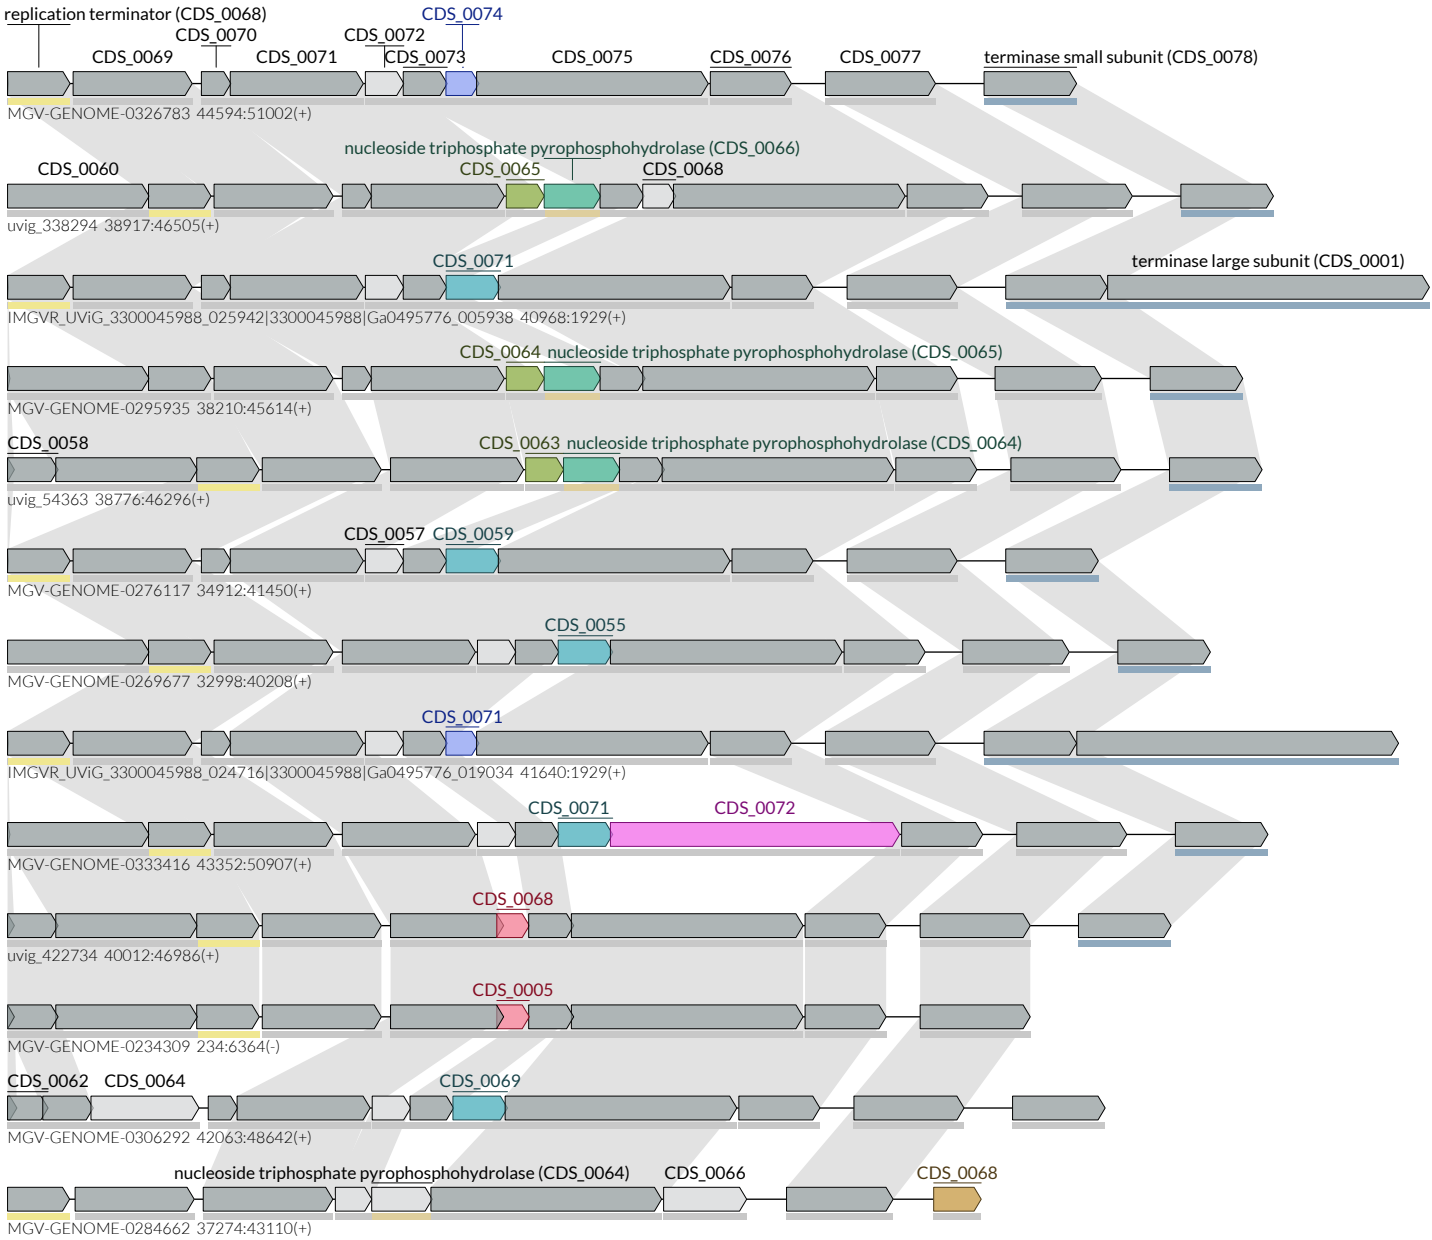 replication terminator (CDS_0068) CDS_0074
CDS_0070 CDS_0072
CDS_0069 CDS_0071 CDS_0073 CDS_0075 CDS_0076 CDS_0077 terminase small subunit (CDS_0078)
MGV-GENOME-0326783 44594:51002(+)
nucleoside triphosphate pyrophosphohydrolase (CDS_0066)
CDS_0060 CDS_0065 CDS_0068
uvig_338294 38917:46505(+)
CDS_0071 terminase large subunit (CDS_0001)
IMGVR_UViG_3300045988_025942|3300045988|Ga0495776_005938 40968:1929(+)
CDS_0064 nucleoside triphosphate pyrophosphohydrolase (CDS_0065)
MGV-GENOME-0295935 38210:45614(+)
CDS_0058 CDS_0063 nucleoside triphosphate pyrophosphohydrolase (CDS_0064)
uvig_54363 38776:46296(+)
CDS_0057 CDS_0059
MGV-GENOME-0276117 34912:41450(+)
CDS_0055
MGV-GENOME-0269677 32998:40208(+)
CDS_0071
IMGVR_UViG_3300045988_024716|3300045988|Ga0495776_019034 41640:1929(+)
CDS_0071 CDS_0072
MGV-GENOME-0333416 43352:50907(+)
CDS_0068
uvig_422734 40012:46986(+)
CDS_0005
MGV-GENOME-0234309 234:6364(-)
CDS_0062 CDS_0064 CDS_0069
MGV-GENOME-0306292 42063:48642(+)
nucleoside triphosphate pyrophosphohydrolase (CDS_0064) CDS_0066 CDS_0068
MGV-GENOME-0284662 37274:43110(+)